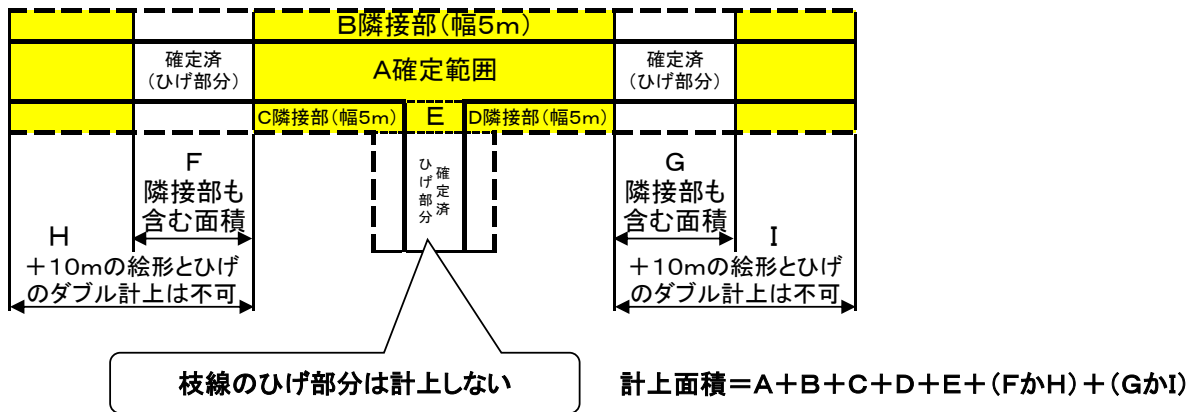 B隣接部(幅5m)
確定済
(ひげ部分)
A確定範囲
確定済
(ひげ部分)
C隣接部(幅5m)
E
D隣接部(幅5m)
F
隣接部も
含む面積
確定済
ひげ部分
G
隣接部も
含む面積
H
+10mの絵形とひげ
のダブル計上は不可
I
+10mの絵形とひげ
のダブル計上は不可
枝線のひげ部分は計上しない
計上面積=A+B+C+D+E+(FかH)+(GかI)